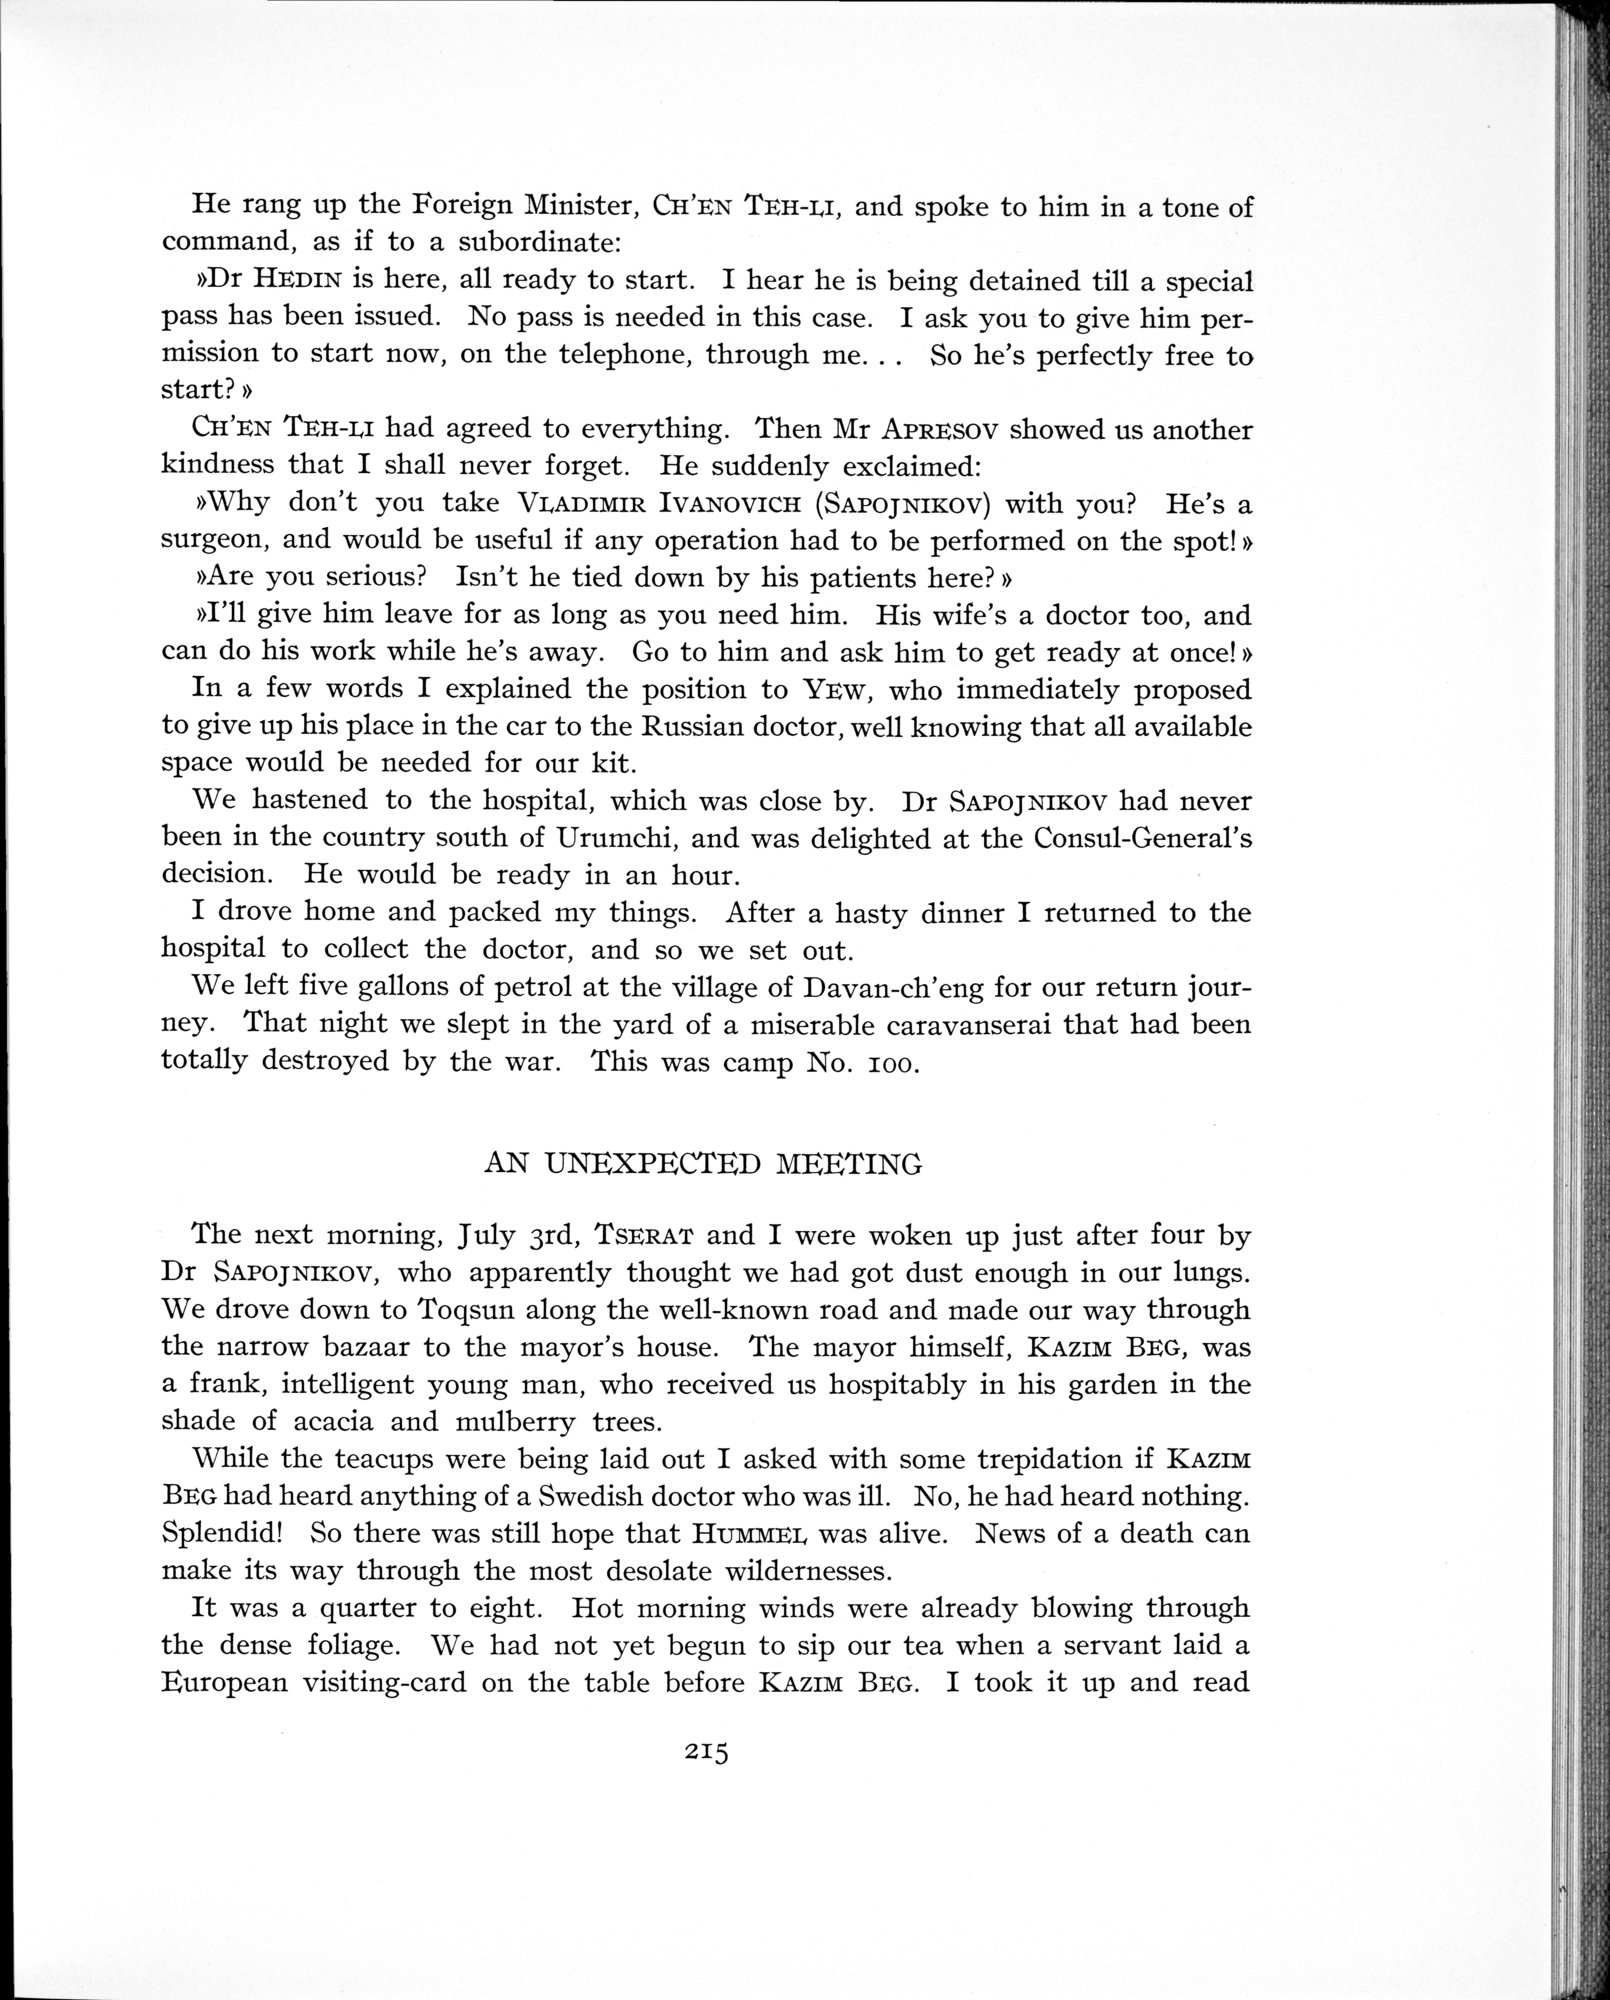 He rang up the Foreign Minister, CH'EN TEH-LI, and spoke to him in a tone of
command, as if to a subordinate:
»Dr HEDIN is here, all ready to start. I hear he is being detained till a special
pass has been issued. No pass is needed in this case. I ask you to give him per-
mission to start now, on the telephone, through me. . . So he's perfectly free to
start?»
CH'EN TEH-LI had agreed to everything. Then Mr APRESOV showed us another
kindness that I shall never forget. He suddenly exclaimed:
»Why don't you take VLADIMIR IVANOVICH (SAPOJNIKOV) with you? He's a
surgeon, and would be useful if any operation had to be performed on the spot!»
»Are you serious? Isn't he tied down by his patients here?»
»I'll give him leave for as long as you need him. His wife's a doctor too, and
can do his work while he's away. Go to him and ask him to get ready at once!»
In a few words I explained the position to YEW, who immediately proposed
to give up his place in the car to the Russian doctor, well knowing that all available
space would be needed for our kit.
We hastened to the hospital, which was close by. Dr SAPOJNIKOV had never
been in the country south of Urumchi, and was delighted at the Consul-General's
decision. He would be ready in an hour.
I drove home and packed my things. After a hasty dinner I returned to the
hospital to collect the doctor, and so we set out.
We left five gallons of petrol at the village of Davan-ch'eng for our return jour-
ney. That night we slept in the yard of a miserable caravanserai that had been
totally destroyed by the war. This was camp No. 100.
AN UNEXPECTED MEETING
The next morning, July 3rd, TSERAT and I were woken up just after four by
Dr SAPOJNIKOV, who apparently thought we had got dust enough in our lungs.
We drove down to Toqsun along the well-known road and made our way through
the narrow bazaar to the mayor's house. The mayor himself, KAZIM BEG, was
a frank, intelligent young man, who received us hospitably in his garden in the
shade of acacia and mulberry trees.
While the teacups were being laid out I asked with some trepidation if KAZIM
BEG had heard anything of a Swedish doctor who was ill. No, he had heard nothing.
Splendid! So there was still hope that HUMMEL was alive. News of a death can
make its way through the most desolate wildernesses.
It was a quarter to eight. Hot morning winds were already blowing through
the dense foliage. We had not yet begun to sip our tea when a servant laid a
European visiting-card on the table before KAZIM BEG. I took it up and read
215